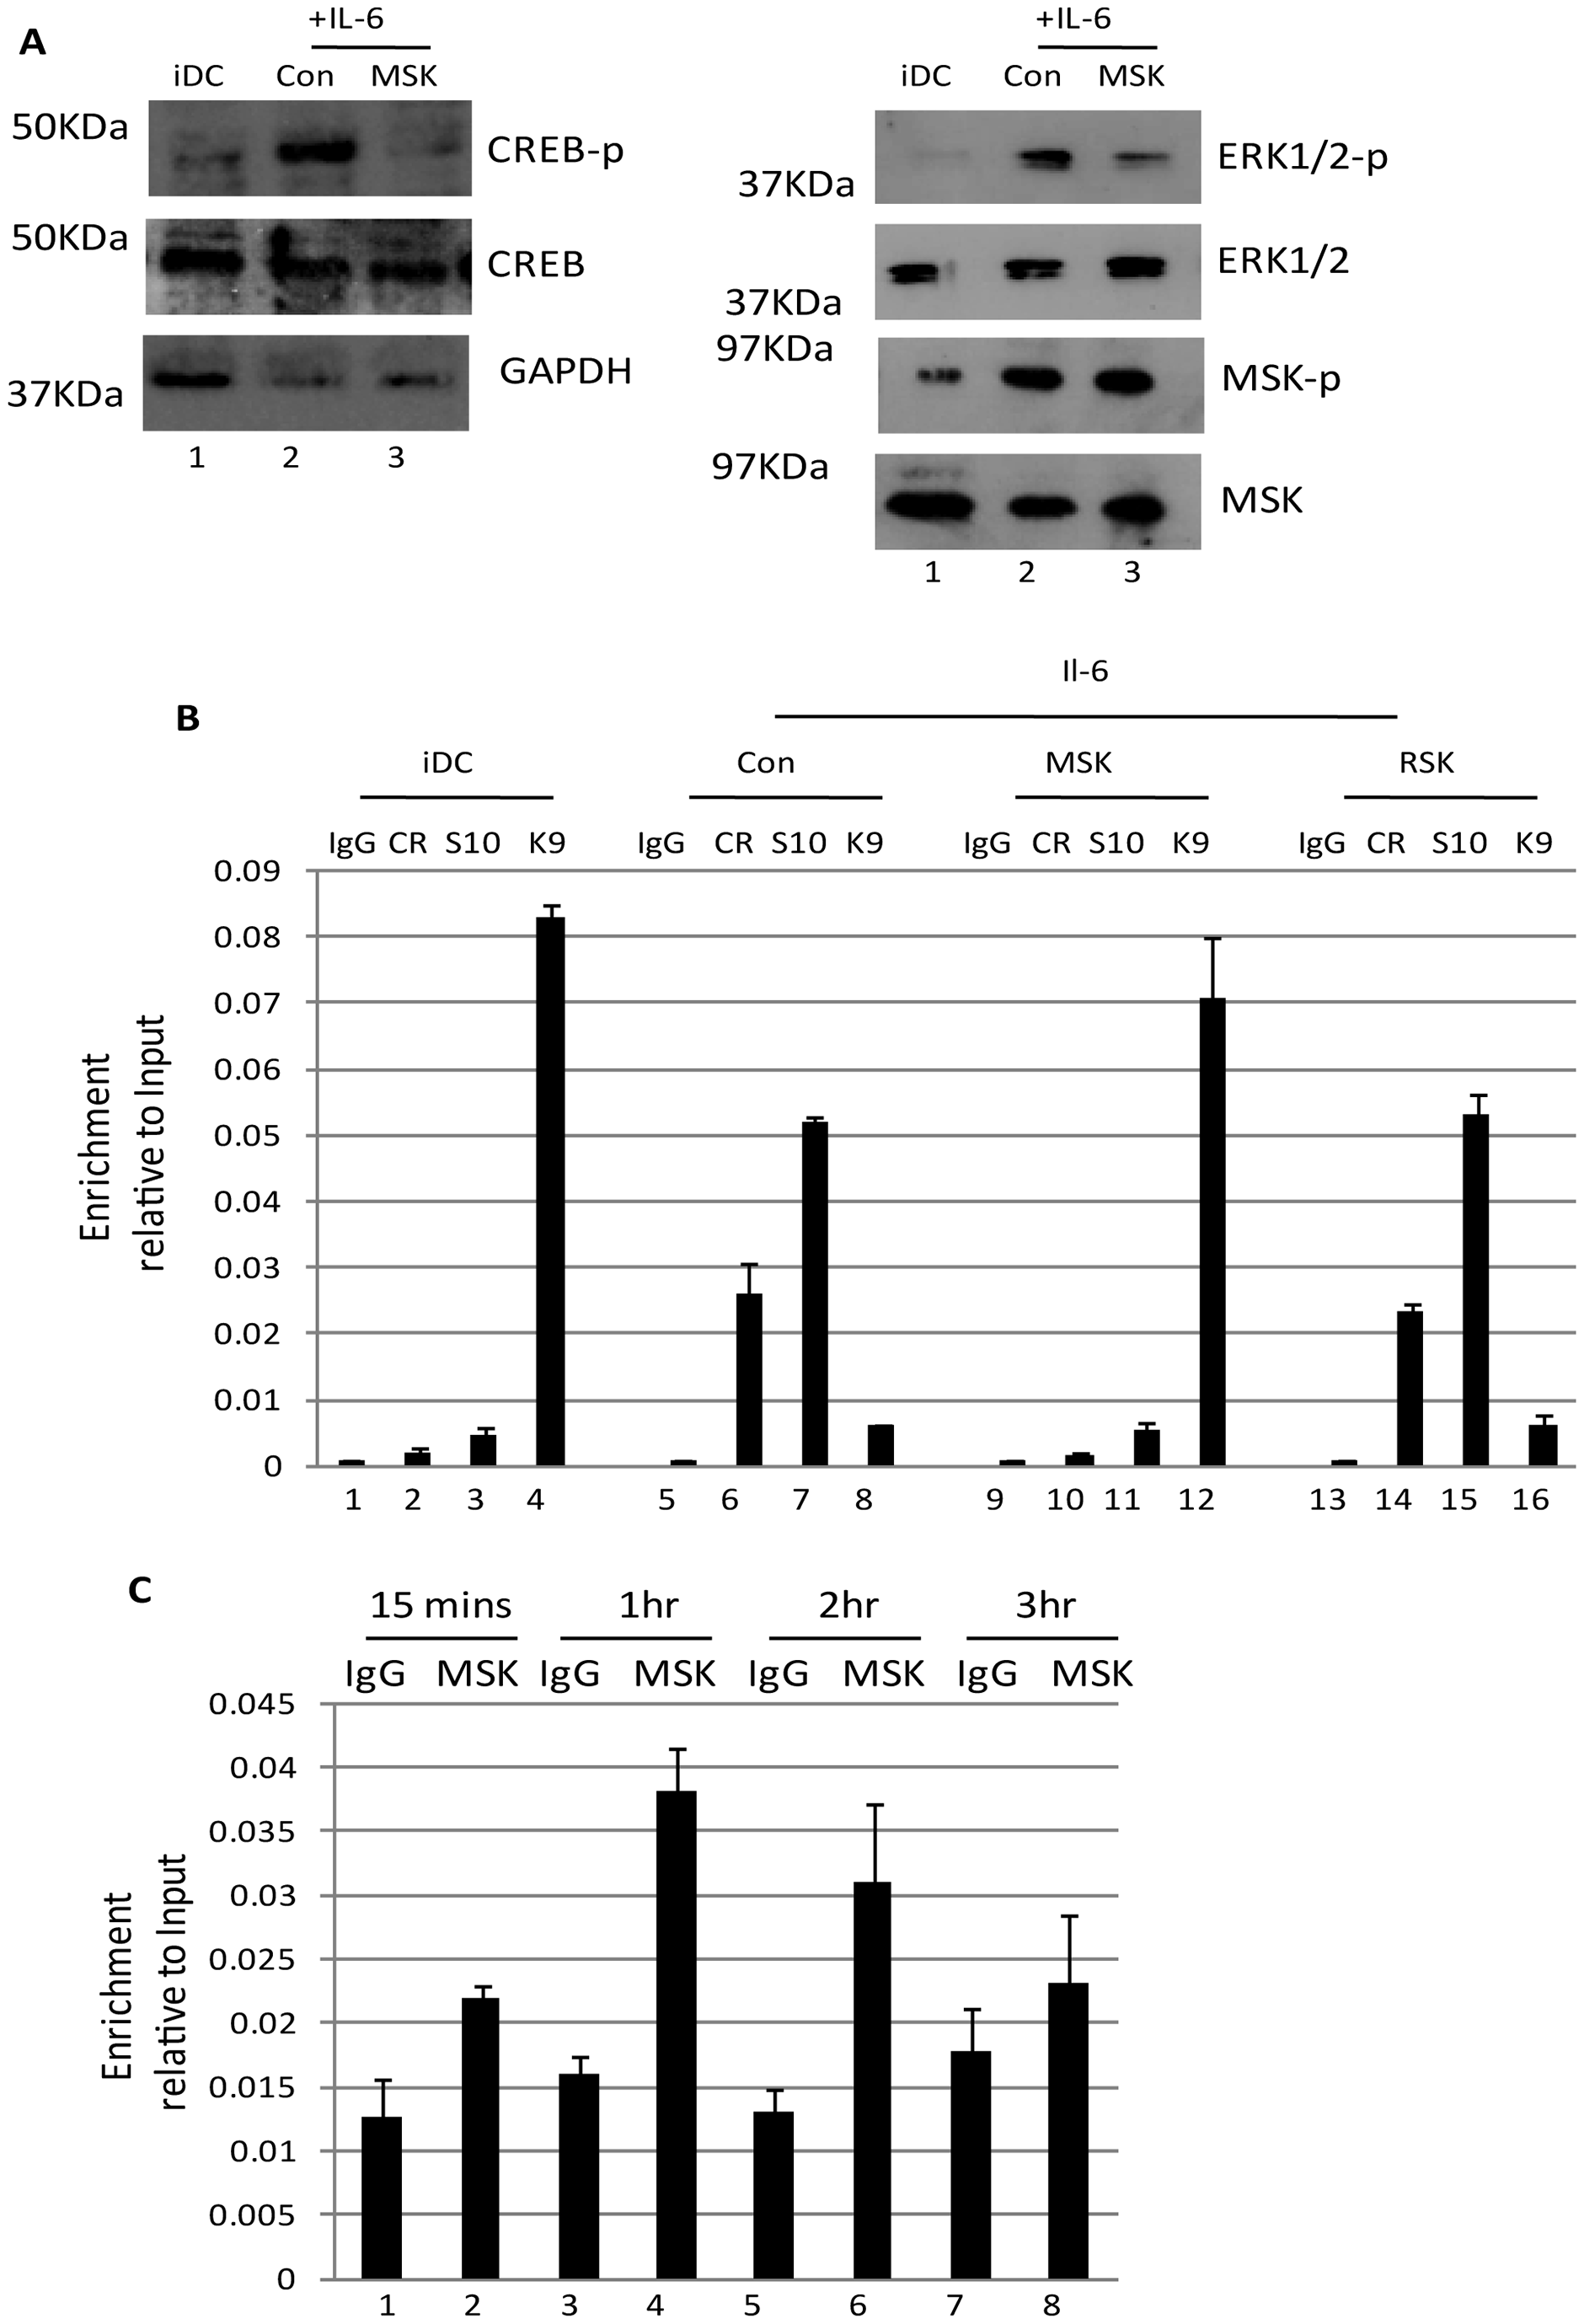 A
+IL-6
iDC Con MSK
50KDa CREB-p
50KDa CREB
37KDa GAPDH
1 2 3
+IL-6
iDC Con MSK
37KDa ERK1/2-p
37KDa ERK1/2
97KDa MSK-p
97KDa MSK
1 2 3
B
Il-6
iDC Con MSK RSK
IgG CR S10 K9 IgG CR S10 K9 IgG CR S10 K9 IgG CR S10 K9
0.09
0.08
0.07
0.06
0.05
0.04
0.03
0.02
0.01
0
Enrichment
relative to Input
1 2 3 4 5 6 7 8 9 10 11 12 13 14 15 16
C
15 mins 1hr 2hr 3hr
IgG MSK IgG MSK IgG MSK IgG MSK
0.045
0.04
0.035
0.03
0.025
0.02
0.015
0.01
0.005
0
Enrichment
relative to Input
1 2 3 4 5 6 7 8